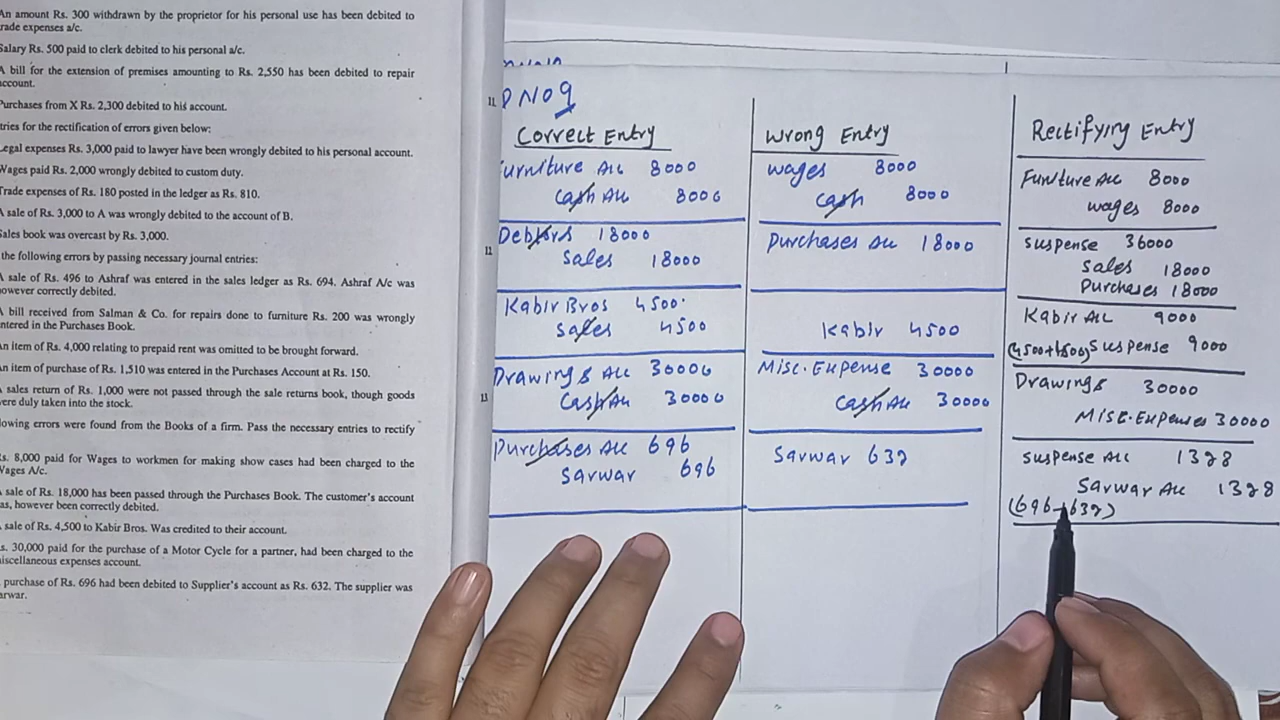 An amount Rs. 300 withdrawn by the proprietor for his personal use has been debited to
rade expenses a/c.
Salary Rs. 500 paid to clerk debited to his personal a/c.
A bill for the extension of premises amounting to Rs. 2,550 has been debited to repair
account.
Purchases from X Rs. 2,300 debited to his account.
tries for the rectification of errors given below:
Legal expenses Rs. 3,000 paid to lawyer have been wrongly debited to his personal account.
Wages paid Rs. 2,000 wrongly debited to custom duty.
Trade expenses of Rs. 180 posted in the ledger as Rs. 810.
A sale of Rs. 3,000 to A was wrongly debited to the account of B.
Sales book was overcast by Rs. 3,000.
the following errors by passing necessary journal entries:
A sale of Rs. 496 to Ashraf was entered in the sales ledger as Rs. 694. Ashraf A/c was
however correctly debited.
A bill received from Salman & Co. for repairs done to furniture Rs. 200 was wrongly
ntered in the Purchases Book.
An item of Rs. 4,000 relating to prepaid rent was omitted to be brought forward.
An item of purchase of Rs. 1,510 was entered in the Purchases Account at Rs. 150.
sales return of Rs. 1,000 were not passed through the sale returns book, though goods
ere duly taken into the stock.
lowing errors were found from the Books of a firm. Pass the necessary entries to rectify
s. 8,000 paid for Wages to workmen for making show cases had been charged to the
Wages A/c.
sale of Rs. 18,000 has been passed through the Purchases Book. The customer's account
as, however been correctly debited.
sale of Rs. 4,500 to Kabir Bros. Was credited to their account.
s. 30,000 paid for the purchase of a Motor Cycle for a partner, had been charged to the
iscellaneous expenses account.
purchase of Rs. 696 had been debited to Supplier's account as Rs. 632. The supplier was
arwar.
11.
12
13
PNO9
Correct Entry
urniture A/c 8000
cash A/c 8000
Debtors 18000
Sales 18000
Kabir Bros 4500
Sales 4500
Drawings A/c 30000
Cash A/c 30000
Purchases A/c 696
Sarwar 696
Wrong Entry
wages 8000
cash 8000
Purchases A/c 18000
Kabir 4500
Misc. Expense 30000
Cash A/c 30000
Sarwar 632
Rectifying Entry
Funiture A/c 8000
wages 8000
Suspense 36000
Sales 18000
Purchases 18000
Kabir A/c 9000
(4500+4500) Suspense 9000
Drawings 30000
Misc. Expenses 30000
Suspense A/c 1328
Sarwar A/c 1328
(696+632)